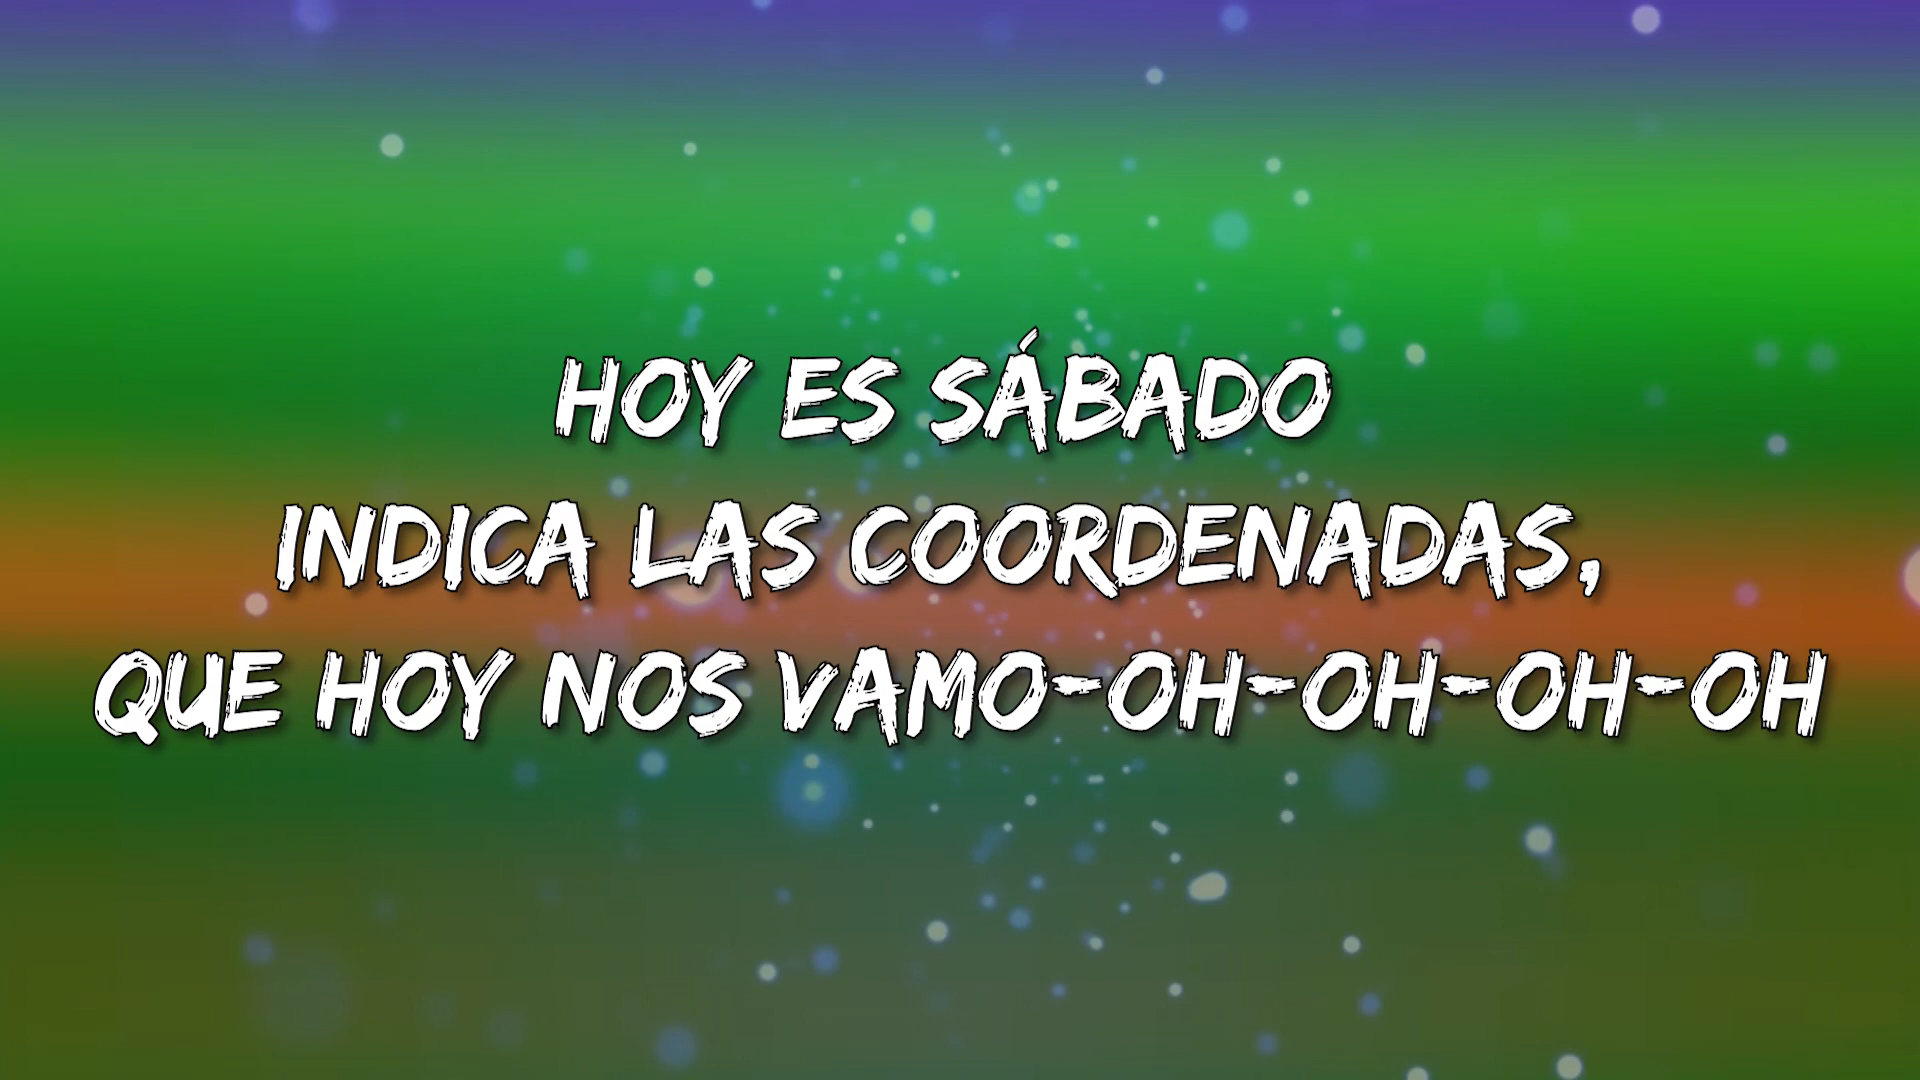 HOY ES SÁBADO
INDICA LAS COORDENADAS,
QUE HOY NOS VAMO-OH-OH-OH-OH